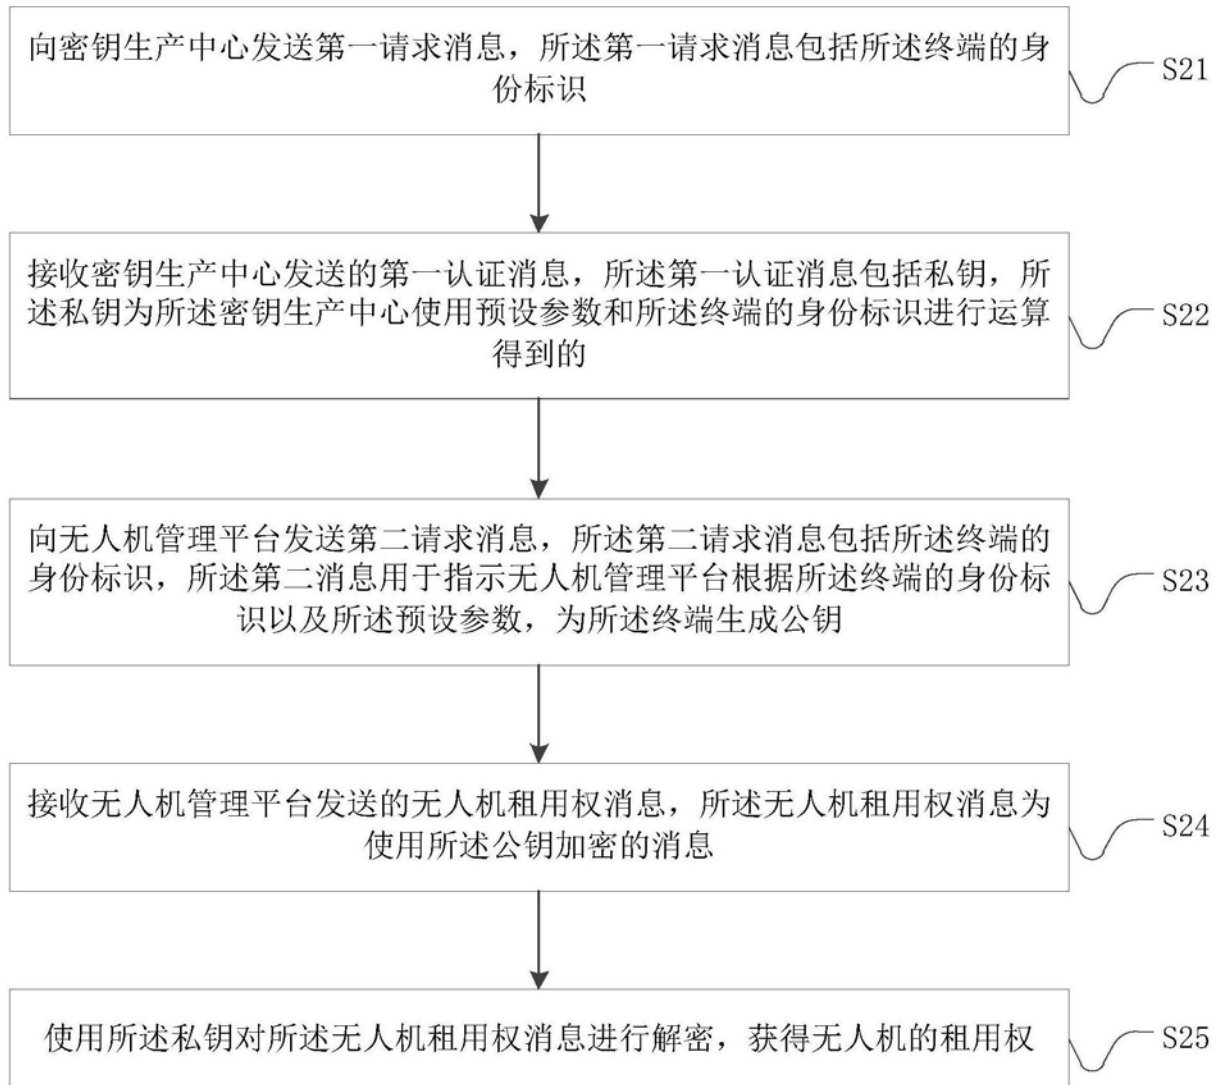 向密钥生产中心发送第一请求消息，所述第一请求消息包括所述终端的身
份标识
S21
接收密钥生产中心发送的第一认证消息，所述第一认证消息包括私钥，所
述私钥为所述密钥生产中心使用预设参数和所述终端的身份标识进行运算
得到的
S22
向无人机管理平台发送第二请求消息，所述第二请求消息包括所述终端的
身份标识，所述第二消息用于指示无人机管理平台根据所述终端的身份标
识以及所述预设参数，为所述终端生成公钥
S23
接收无人机管理平台发送的无人机租用权消息，所述无人机租用权消息为
使用所述公钥加密的消息
S24
使用所述私钥对所述无人机租用权消息进行解密，获得无人机的租用权
S25